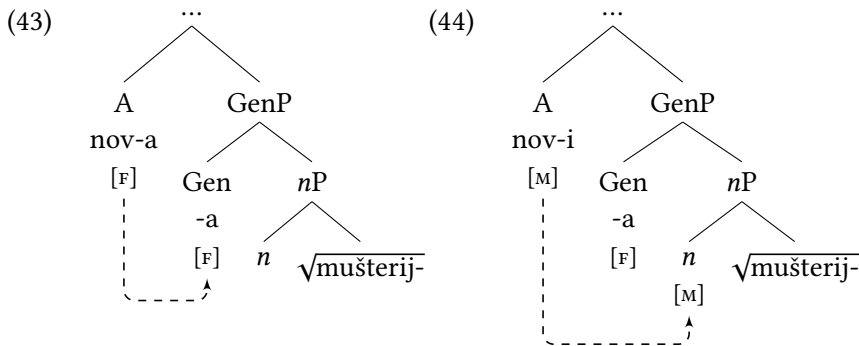 (43) ... (44) ...
A GenP A GenP
nov-a nov-i
[F] Gen nP [M] Gen nP
-a -a
[F] n √mušterij- [F] n √mušterij-
[M]